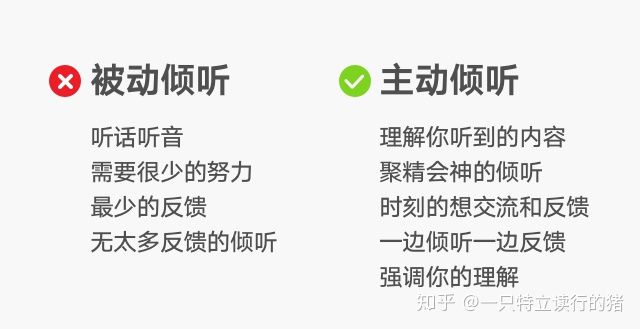 被动倾听
听话听音
需要很少的努力
最少的反馈
无太多反馈的倾听
主动倾听
理解你听到的内容
聚精会神的倾听
时刻的想交流和反馈
一边倾听一边反馈
强调你的理解
知乎 @一只特立读行的猪